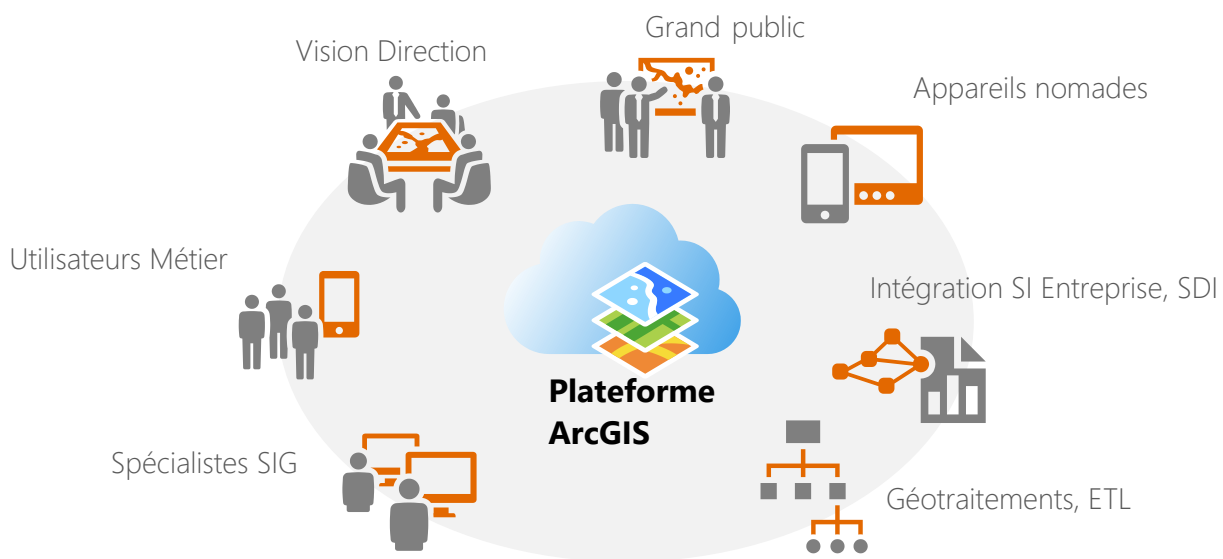 Grand public
Vision Direction
Appareils nomades
Utilisateurs Métier
Intégration SI Entreprise, SDI
Plateforme
ArcGIS
Spécialistes SIG
Géotraitements, ETL